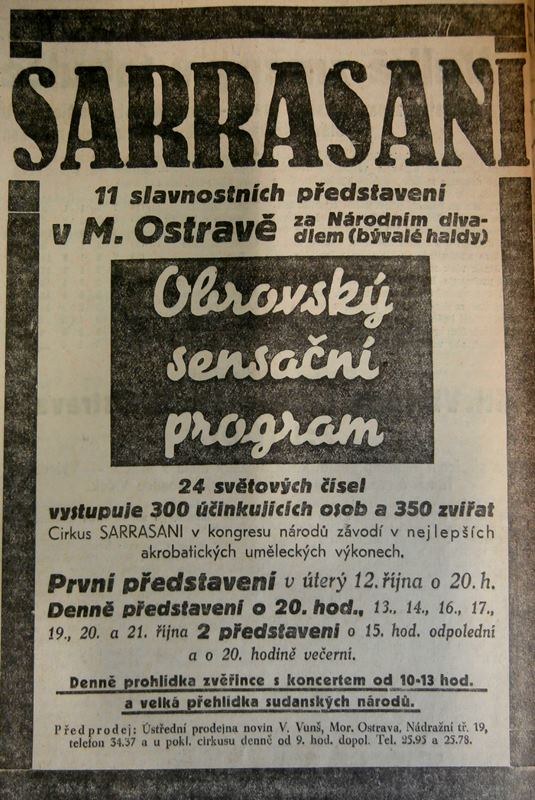 SARRASANI
11 slavnostních představení
v M. Ostravě za Národním diva-
dlem (bývalé haldy)
Obrovský
sensační
program
24 světových čísel
vystupuje 300 účinkujících osob a 350 zvířat
Cirkus SARRASANI v kongresu národů závodí v nejlepších
akrobatických uměleckých výkonech.
První představení v úterý 12. října o 20. h.
Denně představení o 20. hod., 13., 14., 16., 17.,
19., 20. a 21. října 2 představení o 15. hod. odpolední
a o 20. hodině večerní.
Denně prohlídka zvěřince s koncertem od 10-13 hod.
a velká přehlídka sudanských národů.
Předprodej: Ústřední prodejna novin V. Vunš, Mor. Ostrava, Nádražní tř. 19,
telefon 34.37 a u pokl. cirkusu denně od 9. hod. dopol. Tel. 25.95 a 25.78.